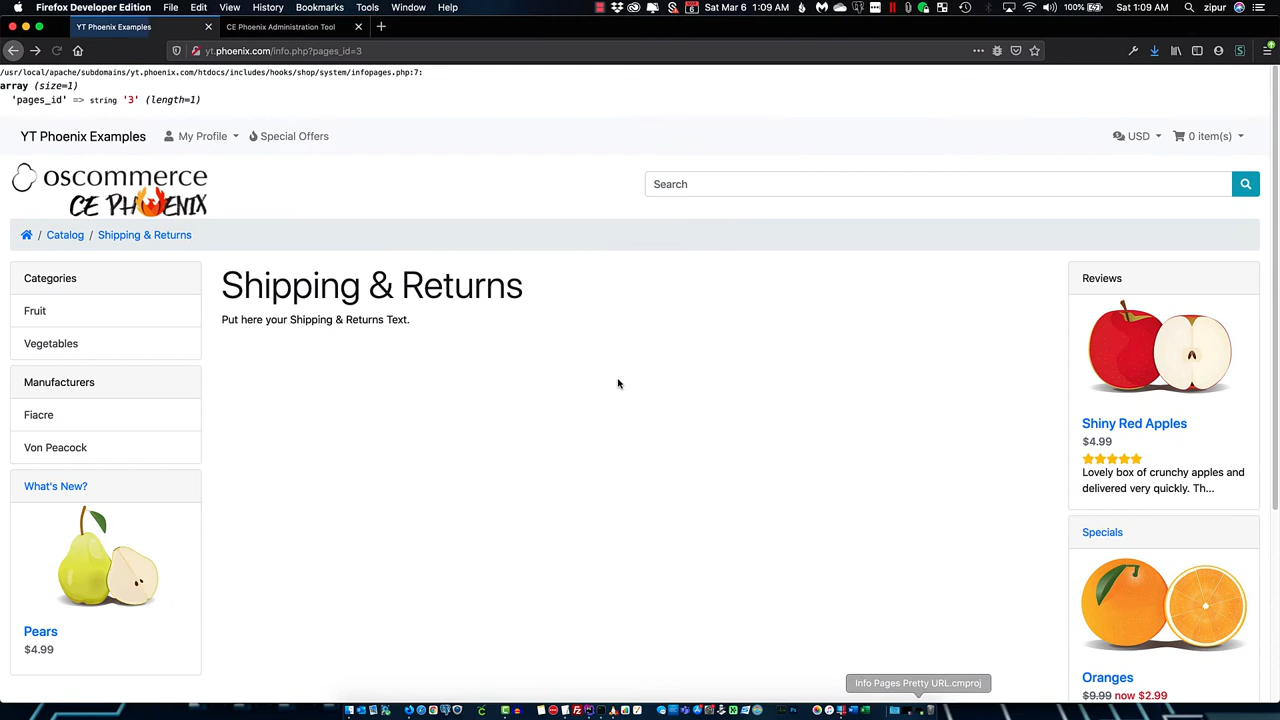 Firefox Developer Edition File Edit View History Bookmarks Tools Window Help
MAR 6 Sat Mar 6 1:09 AM 100% Sat 1:09 AM zipur
YT Phoenix Examples
CE Phoenix Administration Tool
yt.phoenix.com/info.php?pages_id=3
/usr/local/apache/subdomains/yt.phoenix.com/htdocs/includes/hooks/shop/system/infopages.php:7:
array (size=1)
'pages_id' => string '3' (length=1)
YT Phoenix Examples My Profile Special Offers USD 0 item(s)
oscommerce
CE PHOENIX
Search
/ Catalog / Shipping & Returns
Categories
Fruit
Vegetables
Manufacturers
Fiacre
Von Peacock
What's New?
Pears
$4.99
Shipping & Returns
Put here your Shipping & Returns Text.
Reviews
Shiny Red Apples
$4.99
Lovely box of crunchy apples and
delivered very quickly. Th...
Specials
Oranges
$9.99 now $2.99
Info Pages Pretty URL.cmproj